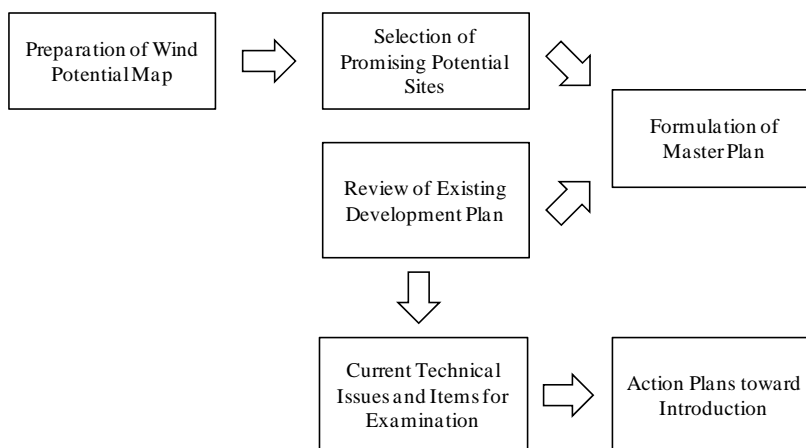 Preparation of Wind
Potential Map
Selection of
Promising Potential
Sites
Formulation of
Master Plan
Review of Existing
Development Plan
Current Technical
Issues and Items for
Examination
Action Plans toward
Introduction